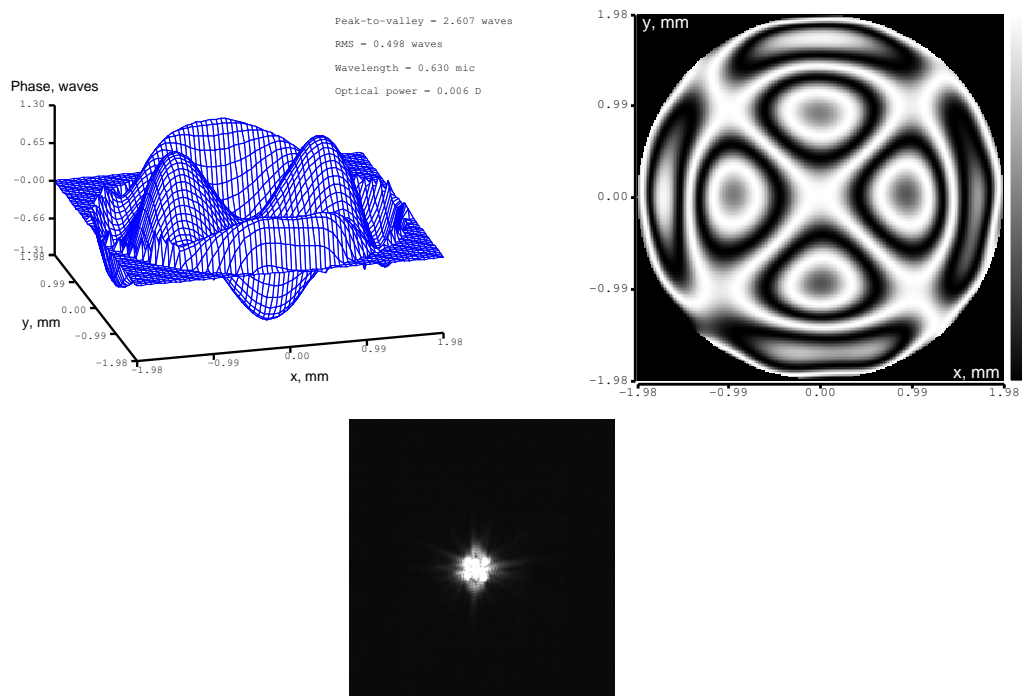 Peak-to-valley = 2.607 waves
RMS = 0.498 waves
Wavelength = 0.630 mic
Optical power = 0.006 D
Phase, waves
1.30
0.65
-0.00
-0.66
-1.31
1.98
0.99
0.00
-0.99
-1.98
y, mm
-1.98
-0.99
0.00
0.99
1.98
x, mm
1.98
0.99
0.00
-0.99
-1.98
y, mm
x, mm
-1.98
-0.99
0.00
0.99
1.98